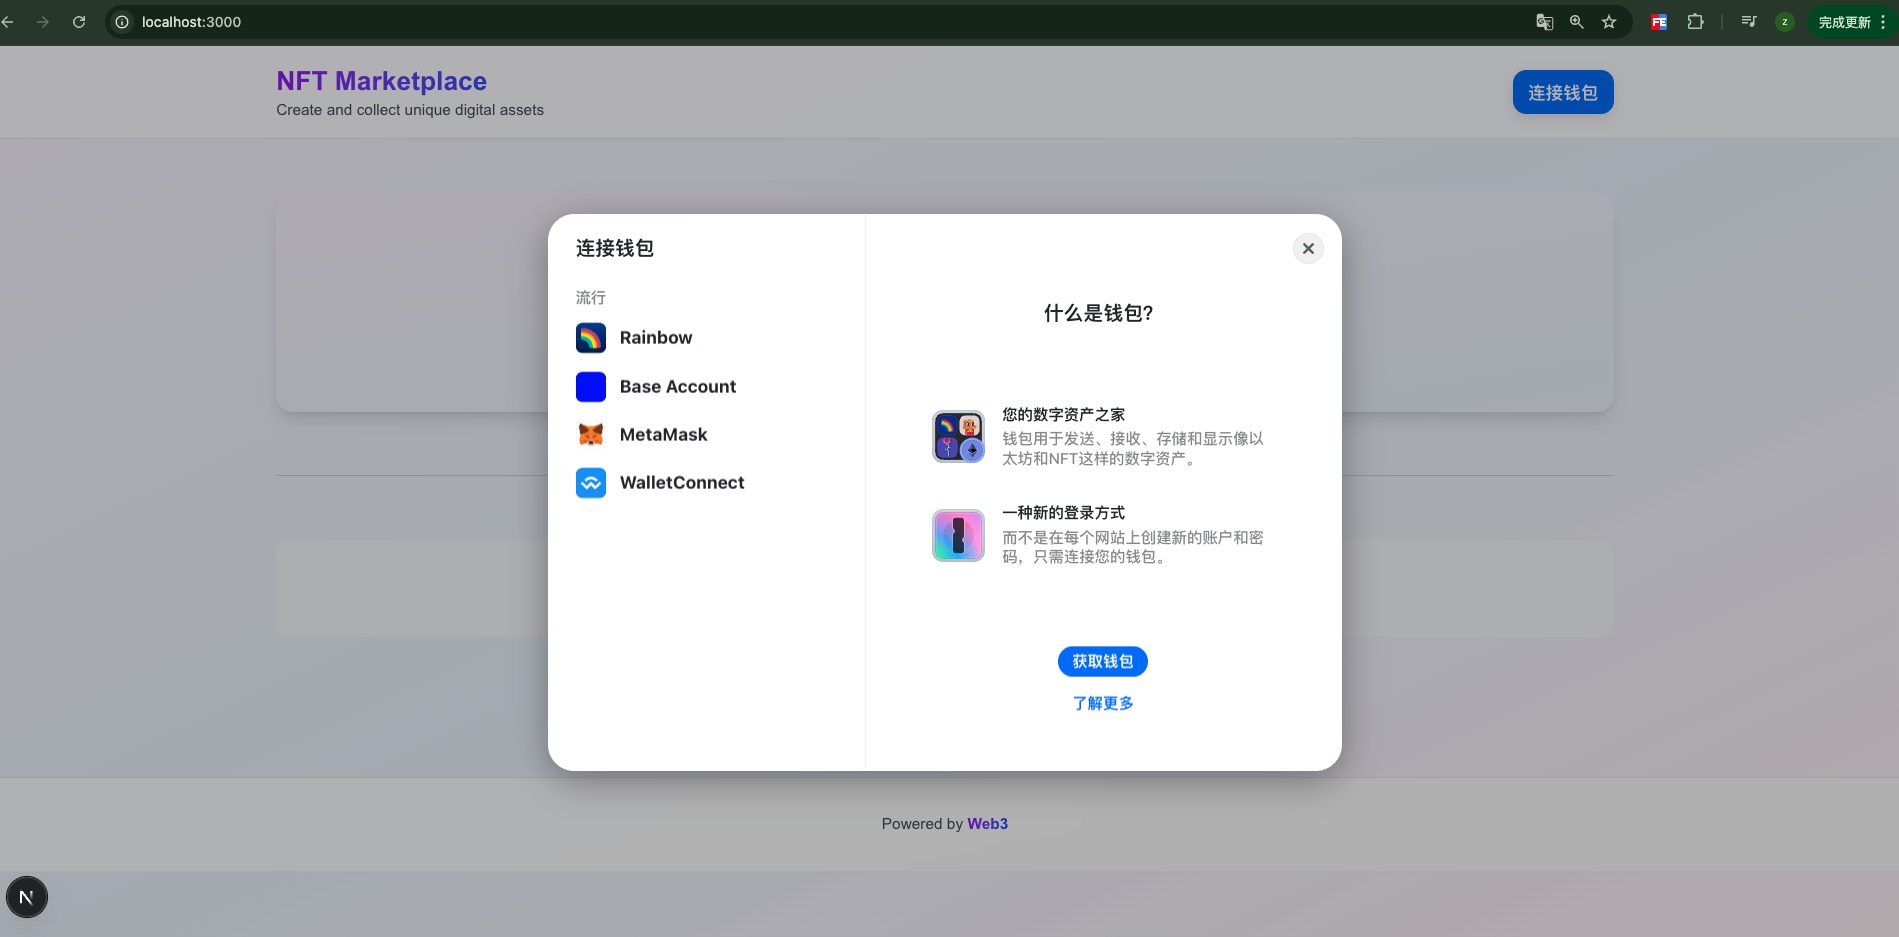 localhost:3000
FE
z
完成更新
NFT Marketplace
Create and collect unique digital assets
连接钱包
连接钱包
流行
Rainbow
Base Account
MetaMask
WalletConnect
什么是钱包?
您的数字资产之家
钱包用于发送、接收、存储和显示像以
太坊和NFT这样的数字资产。
一种新的登录方式
而不是在每个网站上创建新的账户和密
码，只需连接您的钱包。
获取钱包
了解更多
Powered by Web3
N